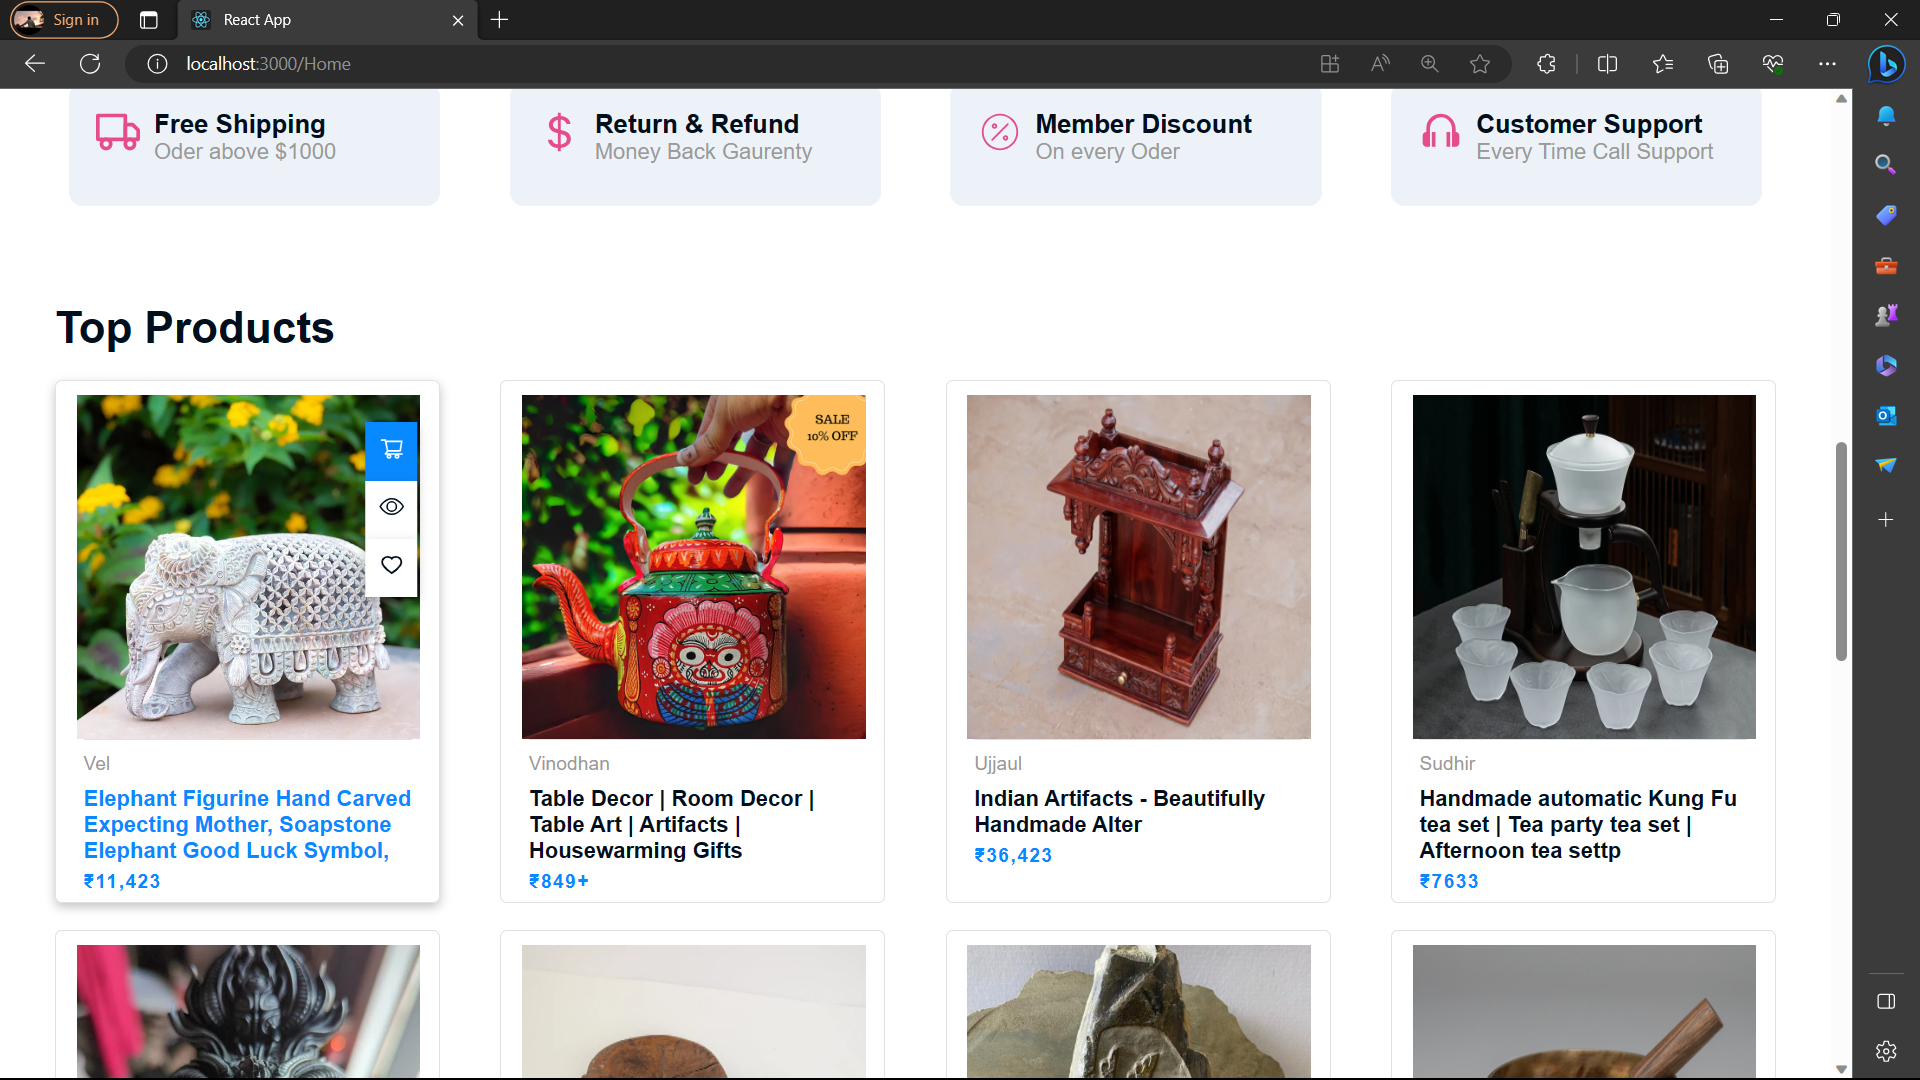 Sign in
React App
localhost:3000/Home
Free Shipping
Oder above $1000
Return & Refund
Money Back Gaurenty
Member Discount
On every Oder
Customer Support
Every Time Call Support
Top Products
SALE
10% OFF
Vel
Elephant Figurine Hand Carved
Expecting Mother, Soapstone
Elephant Good Luck Symbol,
₹11,423
Vinodhan
Table Decor | Room Decor |
Table Art | Artifacts |
Housewarming Gifts
₹849+
Ujjaul
Indian Artifacts - Beautifully
Handmade Alter
₹36,423
Sudhir
Handmade automatic Kung Fu
tea set | Tea party tea set |
Afternoon tea settp
₹7633